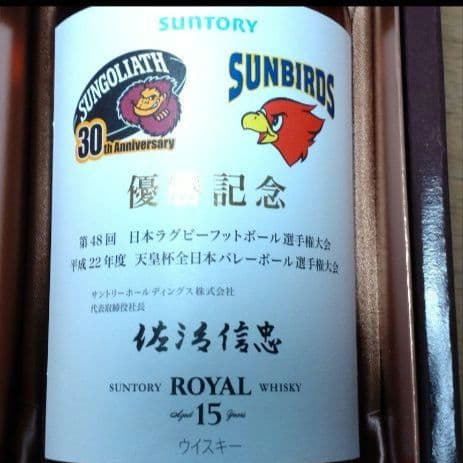 SUNTORY
SUNGOLIATH
30th Anniversary
SUNBIRDS
優勝記念
第48回 日本ラグビーフットボール選手権大会
平成22年度 天皇杯全日本バレーボール選手権大会
サントリーホールディングス株式会社
代表取締役社長
佐治信忠
SUNTORY ROYAL WHISKY
Aged 15 Years
ウイスキー